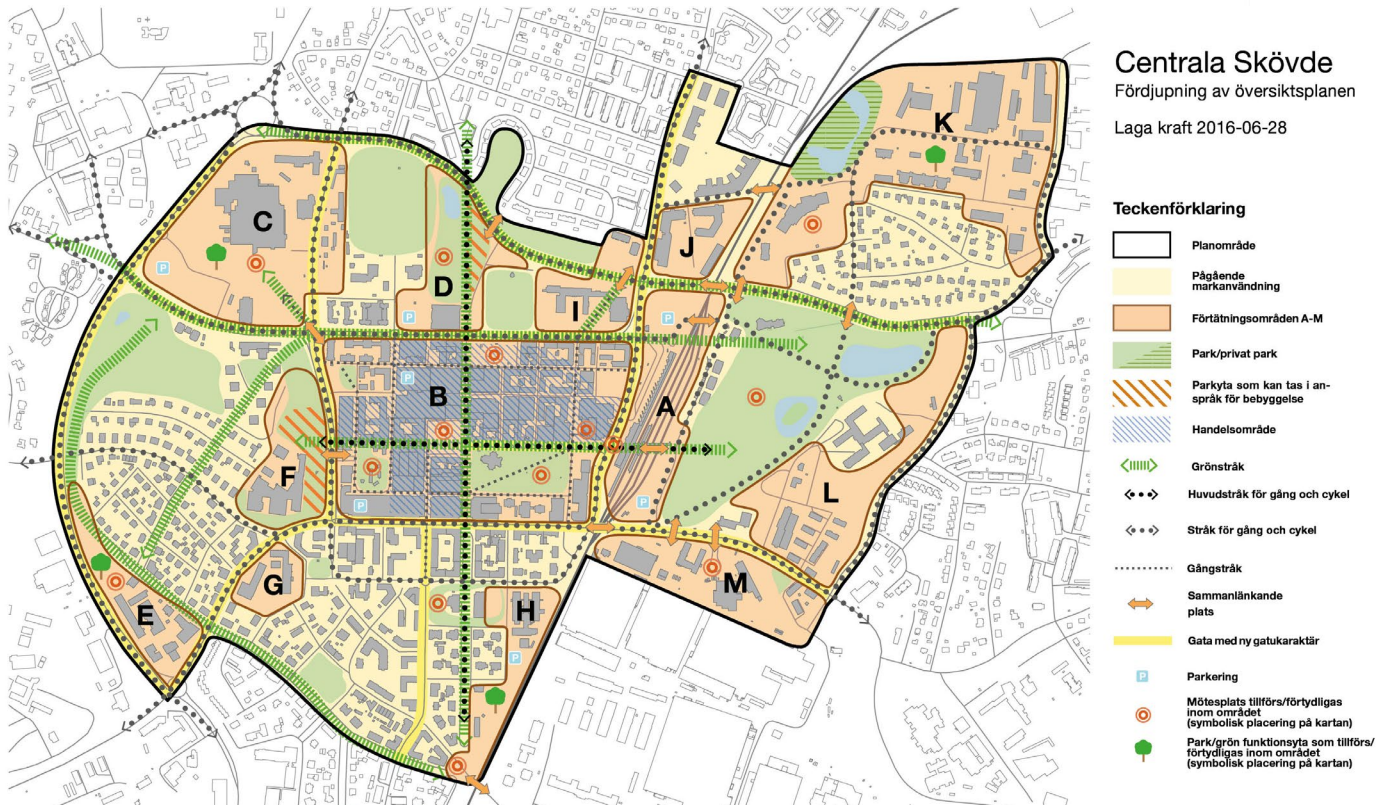 Centrala Skövde
Fördjupning av översiktsplanen
Laga kraft 2016-06-28
Teckenförklaring
Planområde
Pågående
markanvändning
Förtätningsområden A-M
Park/privat park
Parkyta som kan tas i an-
språk för bebyggelse
Handelsområde
Grönstråk
Huvudstråk för gång och cykel
Stråk för gång och cykel
Gångstråk
Sammanlänkande
plats
Gata med ny gatukaraktär
P
Parkering
Mötesplats tillförs/förtydligas
inom området
(symbolisk placering på kartan)
Park/grön funktionsyta som tillförs/
förtydligas inom området
(symbolisk placering på kartan)
K
C
P
J
D
P
I
P
B
P
A
F
L
P
P
G
M
E
H
P